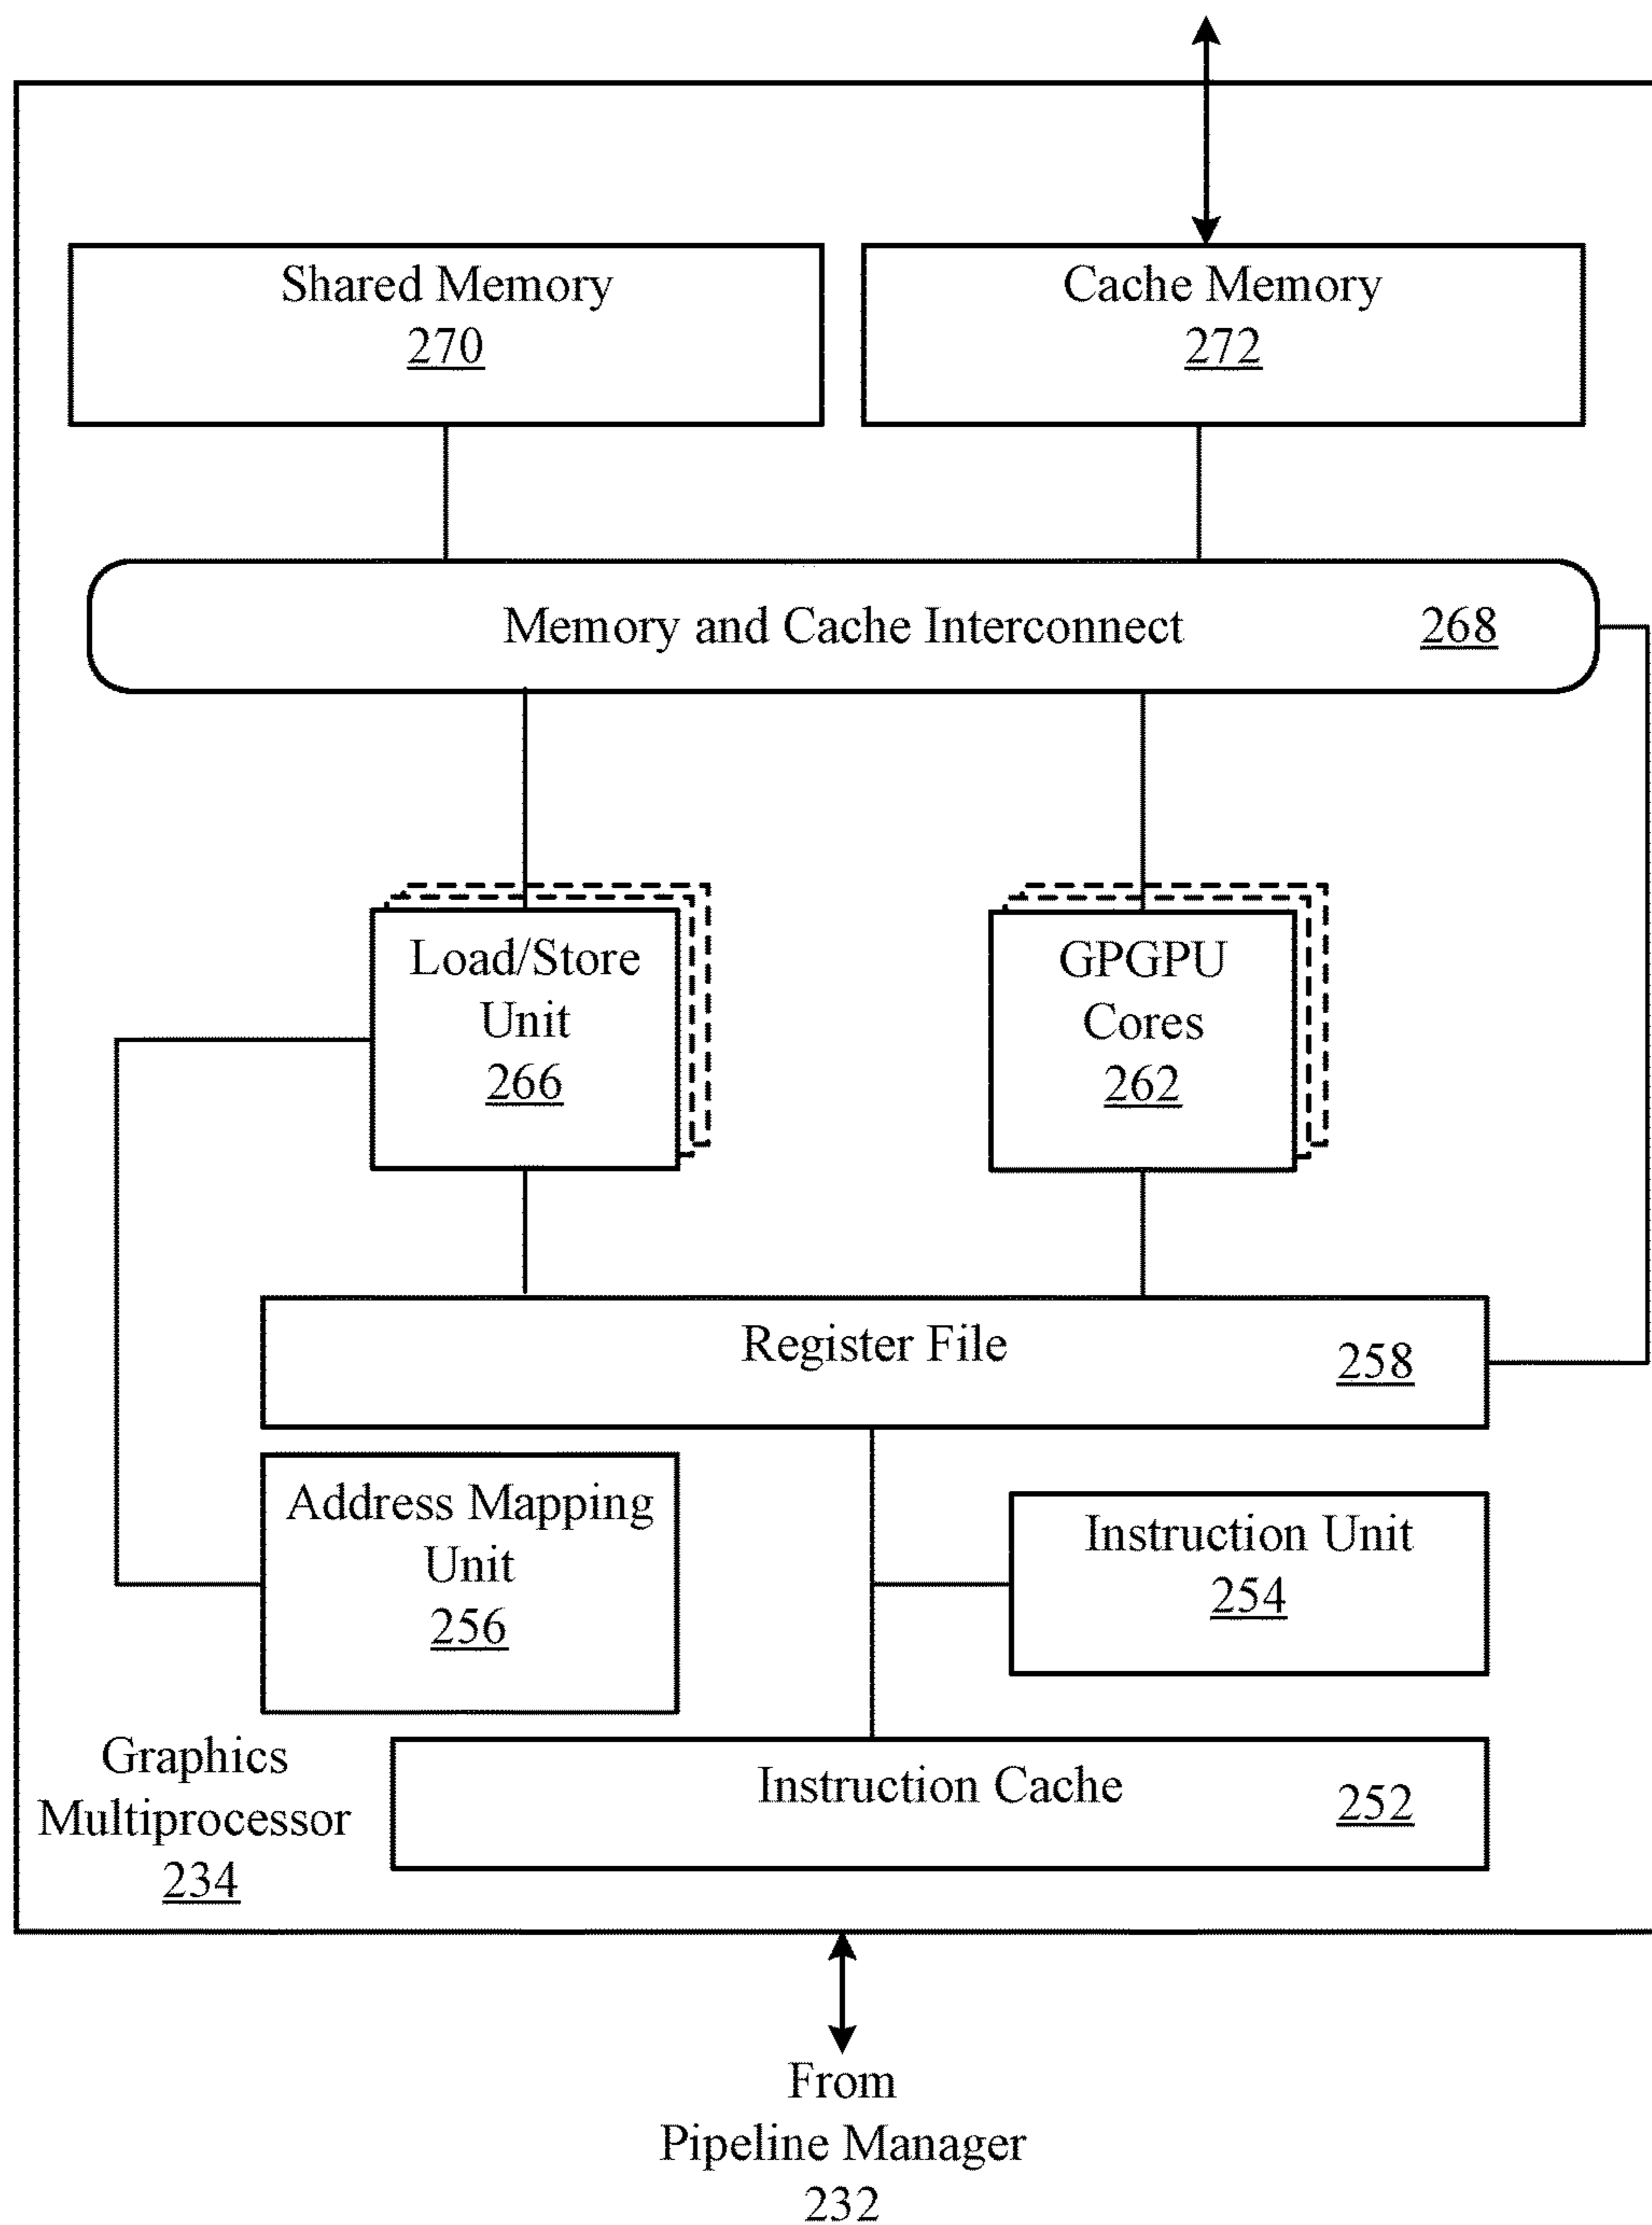 Shared Memory
270
Cache Memory
272
Memory and Cache Interconnect 268
Load/Store
Unit
266
GPGPU
Cores
262
Register File 258
Address Mapping
Unit
256
Instruction Unit
254
Graphics
Multiprocessor
234
Instruction Cache 252
From
Pipeline Manager
232